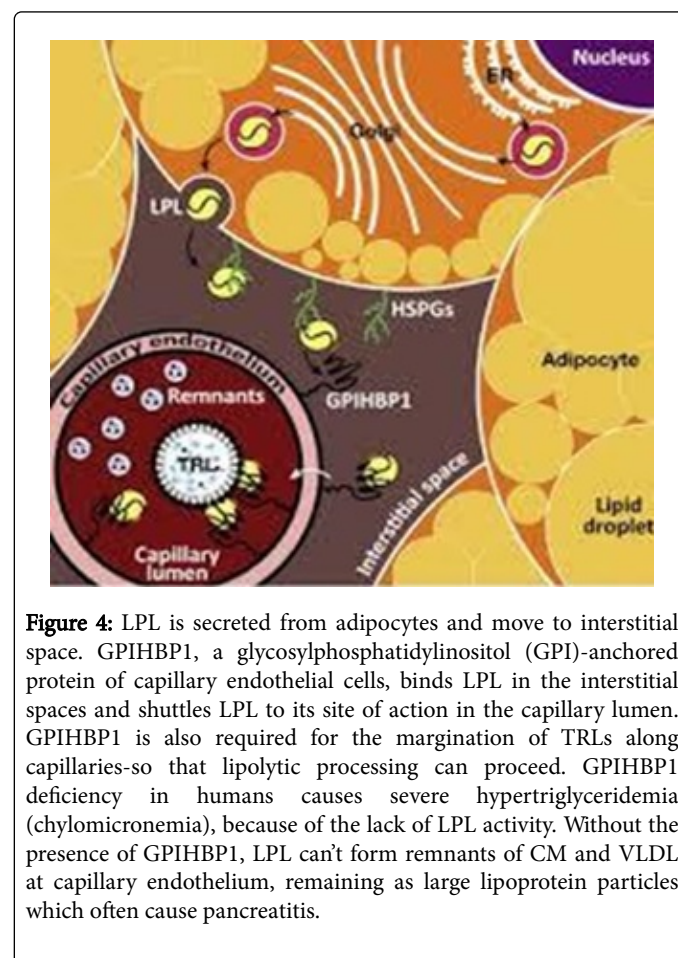 Nucleus
ER
Golgi
LPL
HSPGs
Capillary endothelium
Remnants
GPIHBP1
Adipocyte
TRL
Interstitial space
Lipid
droplet
Capillary
lumen
Figure 4: LPL is secreted from adipocytes and move to interstitial
space. GPIHBP1, a glycosylphosphatidylinositol (GPI)-anchored
protein of capillary endothelial cells, binds LPL in the interstitial
spaces and shuttles LPL to its site of action in the capillary lumen.
GPIHBP1 is also required for the margination of TRLs along
capillaries-so that lipolytic processing can proceed. GPIHBP1
deficiency in humans causes severe hypertriglyceridemia
(chylomicronemia), because of the lack of LPL activity. Without the
presence of GPIHBP1, LPL can’t form remnants of CM and VLDL
at capillary endothelium, remaining as large lipoprotein particles
which often cause pancreatitis.